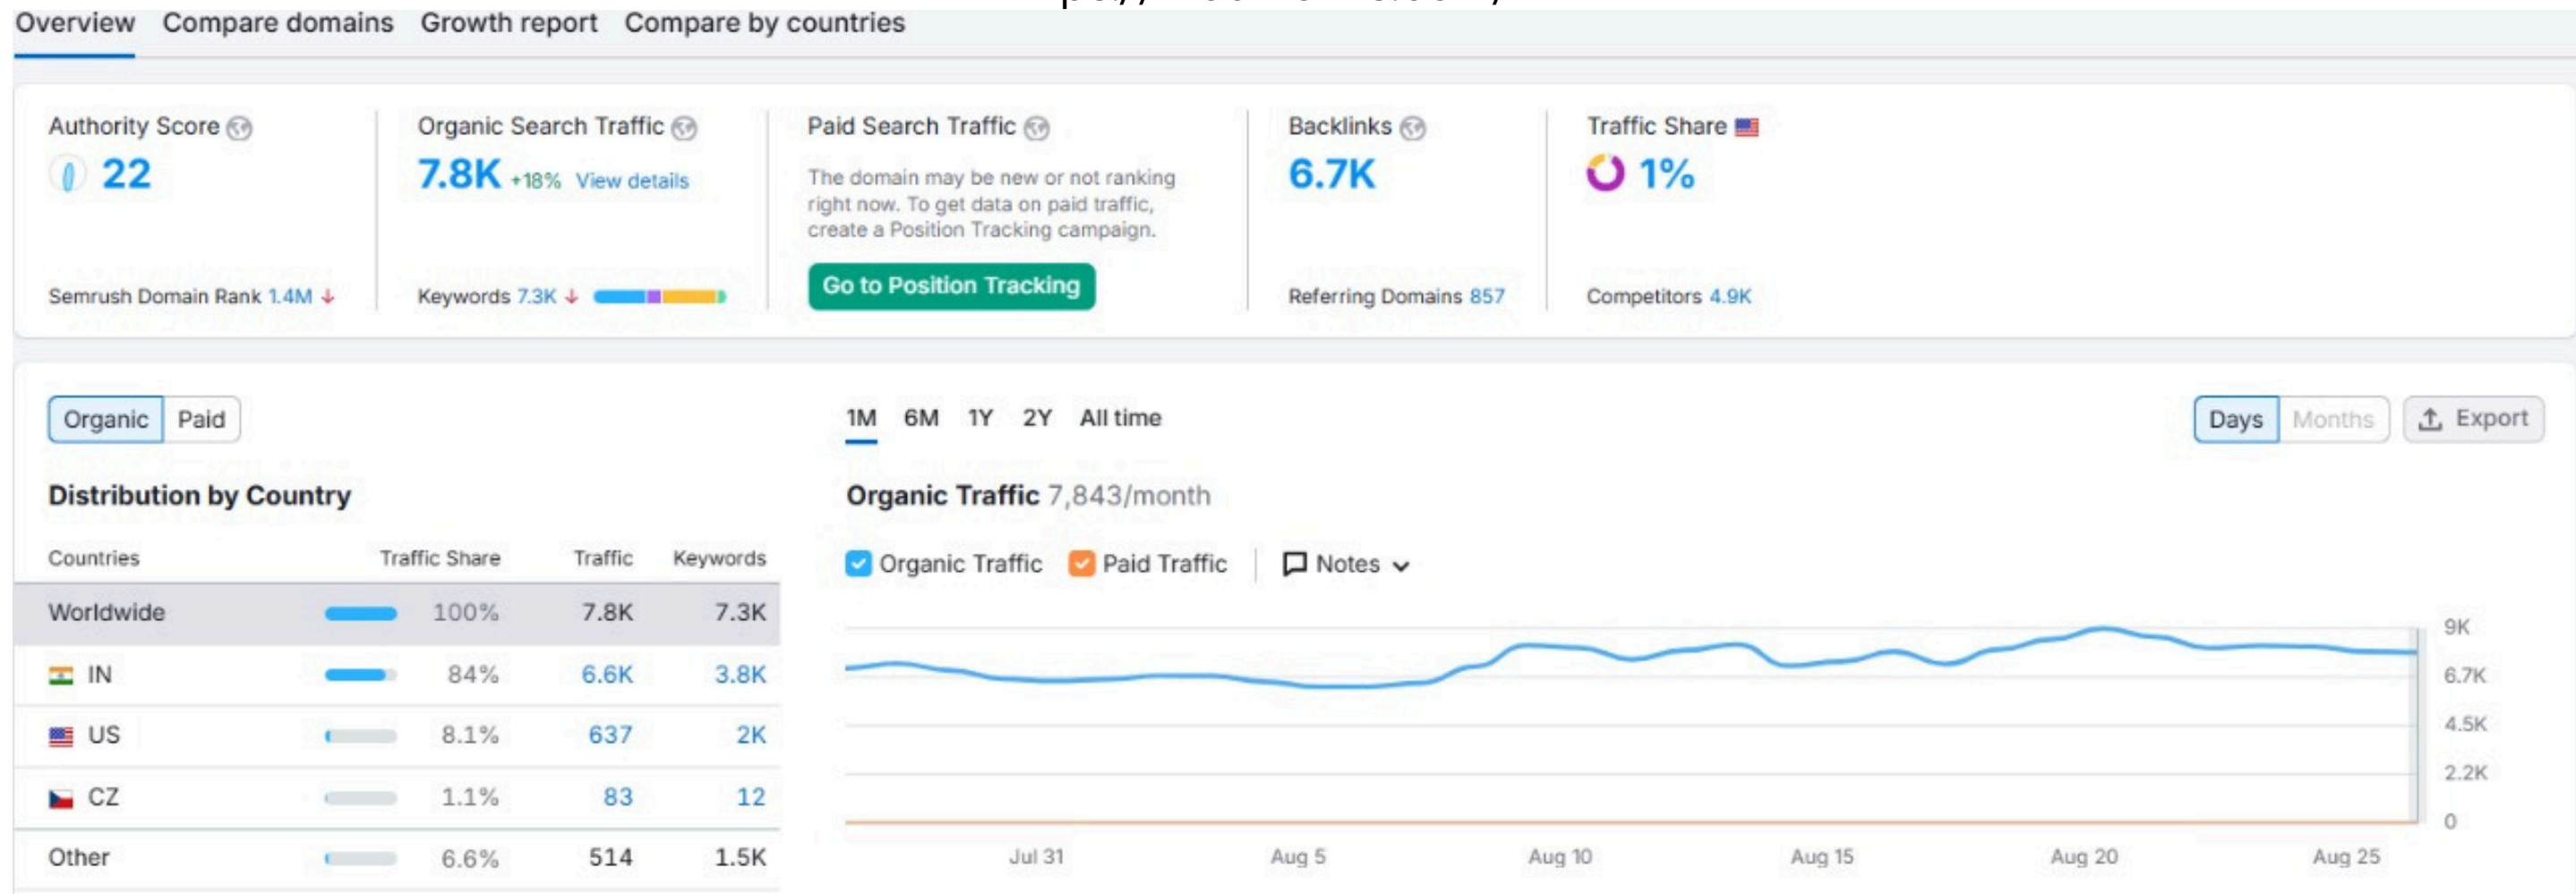 Overview Compare domains Growth report Compare by countries
Authority Score
22
Semrush Domain Rank 1.4M ↓
Organic Search Traffic
7.8K +18% View details
Keywords 7.3K ↓
Paid Search Traffic
The domain may be new or not ranking
right now. To get data on paid traffic,
create a Position Tracking campaign.
Go to Position Tracking
Backlinks
6.7K
Referring Domains 857
Traffic Share
1%
Competitors 4.9K
Organic Paid
Distribution by Country
Countries Traffic Share Traffic Keywords
Worldwide 100% 7.8K 7.3K
IN 84% 6.6K 3.8K
US 8.1% 637 2K
CZ 1.1% 83 12
Other 6.6% 514 1.5K
1M 6M 1Y 2Y All time
Days Months Export
Organic Traffic 7,843/month
Organic Traffic Paid Traffic Notes
9K
6.7K
4.5K
2.2K
0
Jul 31 Aug 5 Aug 10 Aug 15 Aug 20 Aug 25